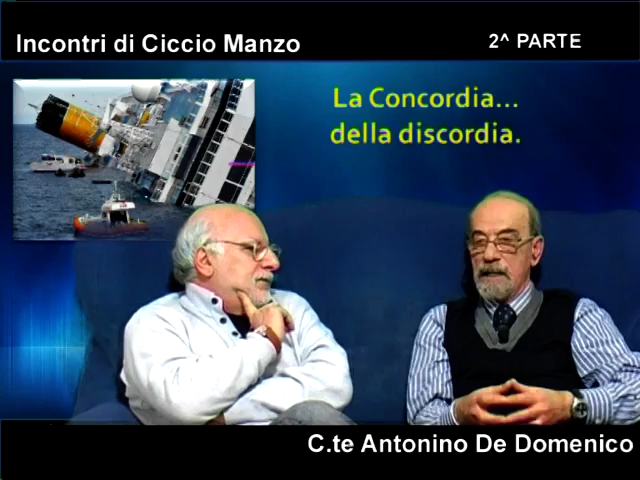 Incontri di Ciccio Manzo
2^ PARTE
La Concordia...
della discordia.
C.te Antonino De Domenico